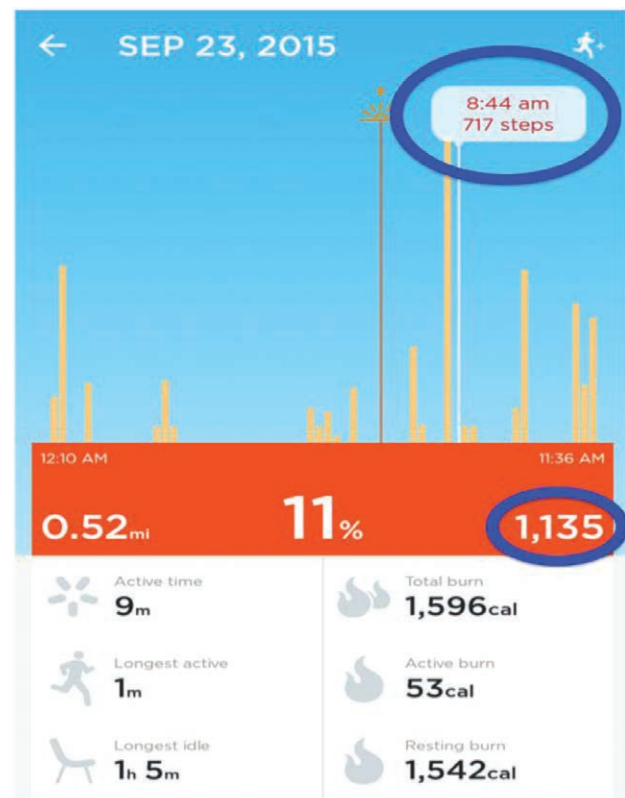 SEP 23, 2015
8:44 am
717 steps
12:10 AM
11:36 AM
0.52mi
11%
1,135
Active time
9m
Total burn
1,596cal
Longest active
1m
Active burn
53cal
Longest idle
1h 5m
Resting burn
1,542cal